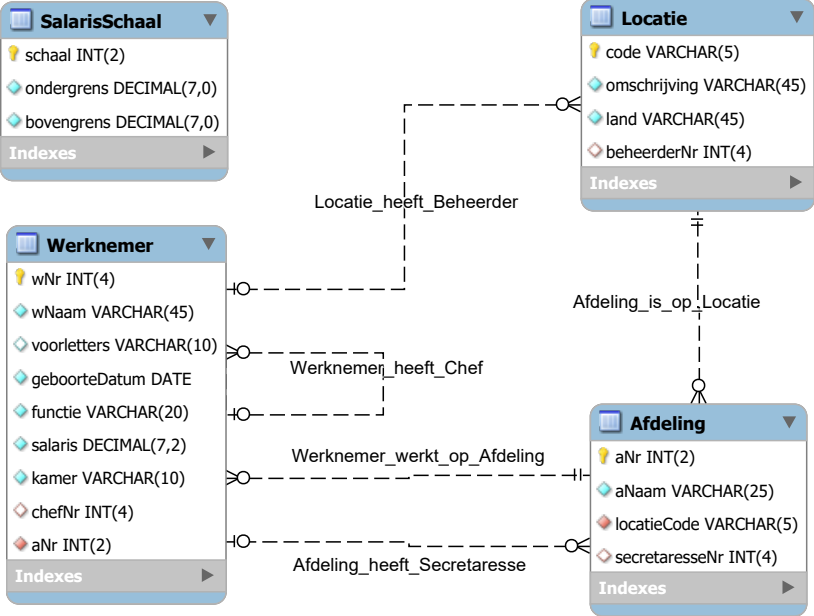 SalarisSchaal
schaal INT(2)
ondergrens DECIMAL(7,0)
bovengrens DECIMAL(7,0)
Indexes
Locatie
code VARCHAR(5)
omschrijving VARCHAR(45)
land VARCHAR(45)
beheerderNr INT(4)
Indexes
Locatie_heeft_Beheerder
Werknemer
wNr INT(4)
wNaam VARCHAR(45)
voorletters VARCHAR(10)
geboorteDatum DATE
functie VARCHAR(20)
salaris DECIMAL(7,2)
kamer VARCHAR(10)
chefNr INT(4)
aNr INT(2)
Indexes
Afdeling_is_op_Locatie
Werknemer_heeft_Chef
Werknemer_werkt_op_Afdeling
Afdeling_heeft_Secretaresse
Afdeling
aNr INT(2)
aNaam VARCHAR(25)
locatieCode VARCHAR(5)
secretaresseNr INT(4)
Indexes